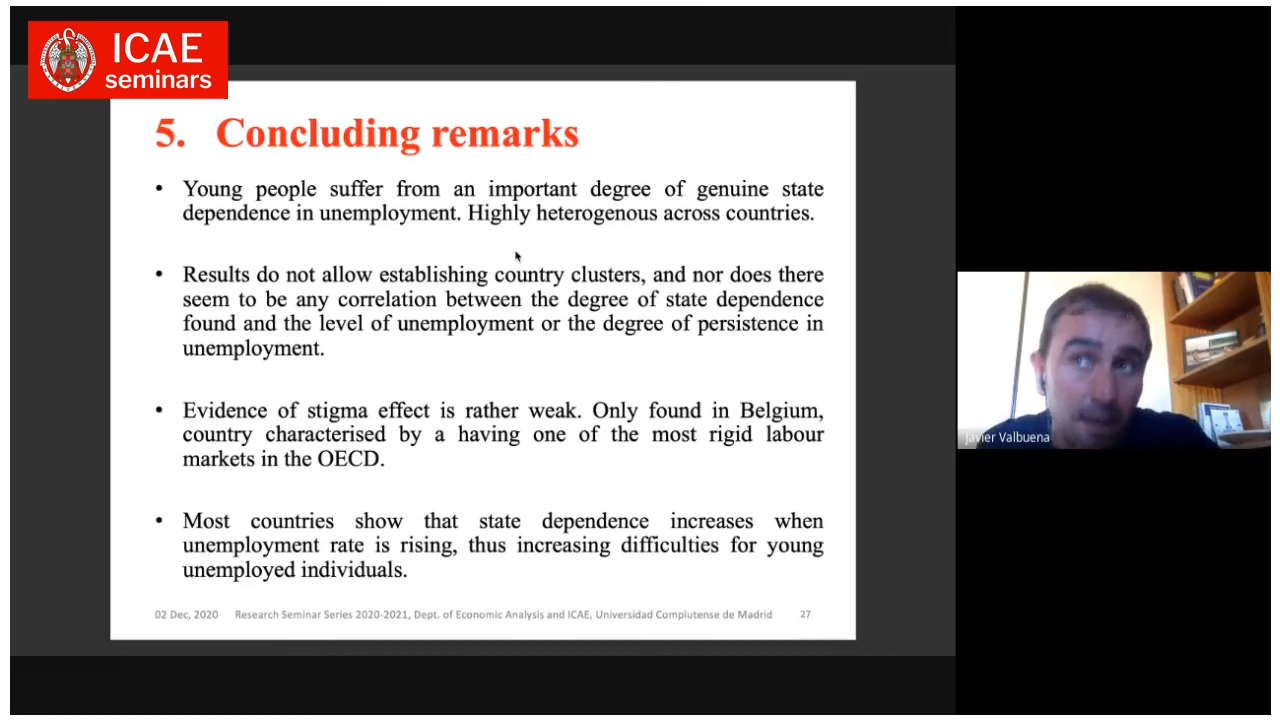 ICAE
seminars
5. Concluding remarks
• Young people suffer from an important degree of genuine state
dependence in unemployment. Highly heterogenous across countries.
• Results do not allow establishing country clusters, and nor does there
seem to be any correlation between the degree of state dependence
found and the level of unemployment or the degree of persistence in
unemployment.
• Evidence of stigma effect is rather weak. Only found in Belgium,
country characterised by a having one of the most rigid labour
markets in the OECD.
• Most countries show that state dependence increases when
unemployment rate is rising, thus increasing difficulties for young
unemployed individuals.
02 Dec, 2020 Research Seminar Series 2020-2021, Dept. of Economic Analysis and ICAE, Universidad Complutense de Madrid 27
Javier Valbuena